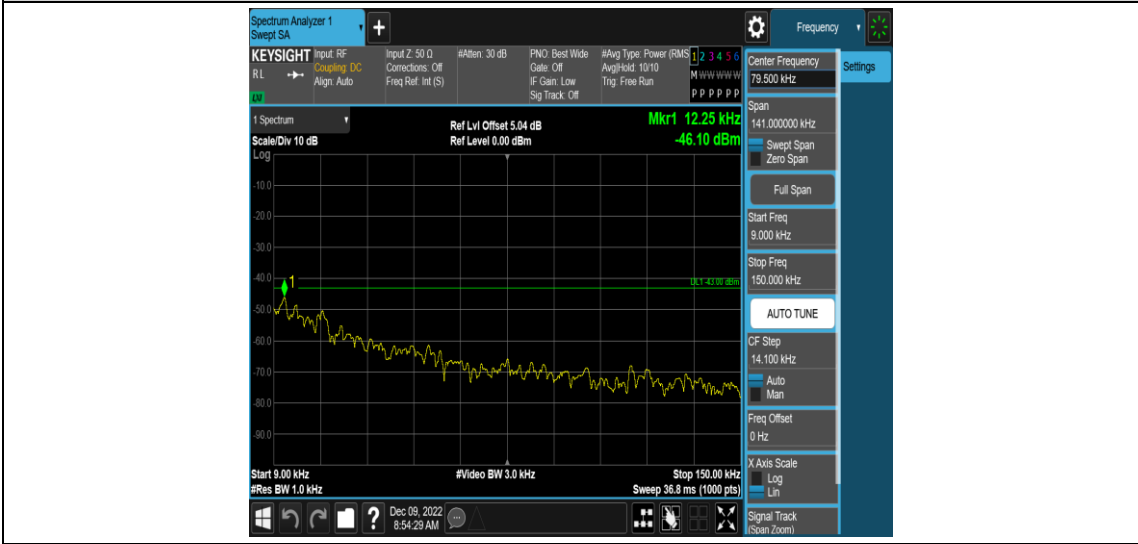 Spectrum Analyzer 1
Swept SA
+
Frequency
KEYSIGHT
RL
Input: RF
Coupling: DC
Align: Auto
Input Z: 50 Ω
Corrections: Off
Freq Ref: Int (S)
#Atten: 30 dB
PNO: Best Wide
Gate: Off
IF Gain: Low
Sig Track: Off
#Avg Type: Power (RMS
Avg|Hold: 10/10
Trig: Free Run
1 2 3 4 5 6
M W W W W W
P P P P P P
1 Spectrum
Scale/Div 10 dB
Log
Ref Lvl Offset 5.04 dB
Ref Level 0.00 dBm
Mkr1 12.25 kHz
-46.10 dBm
-10.0
-20.0
-30.0
-40.0
1
DL1 -43.00 dBm
-50.0
-60.0
-70.0
-80.0
-90.0
Start 9.00 kHz
#Res BW 1.0 kHz
#Video BW 3.0 kHz
Stop 150.00 kHz
Sweep 36.8 ms (1000 pts)
?
Dec 09, 2022
8:54:29 AM
Center Frequency
79.500 kHz
Settings
Span
141.000000 kHz
Swept Span
Zero Span
Full Span
Start Freq
9.000 kHz
Stop Freq
150.000 kHz
AUTO TUNE
CF Step
14.100 kHz
Auto
Man
Freq Offset
0 Hz
X Axis Scale
Log
Lin
Signal Track
(Span Zoom)